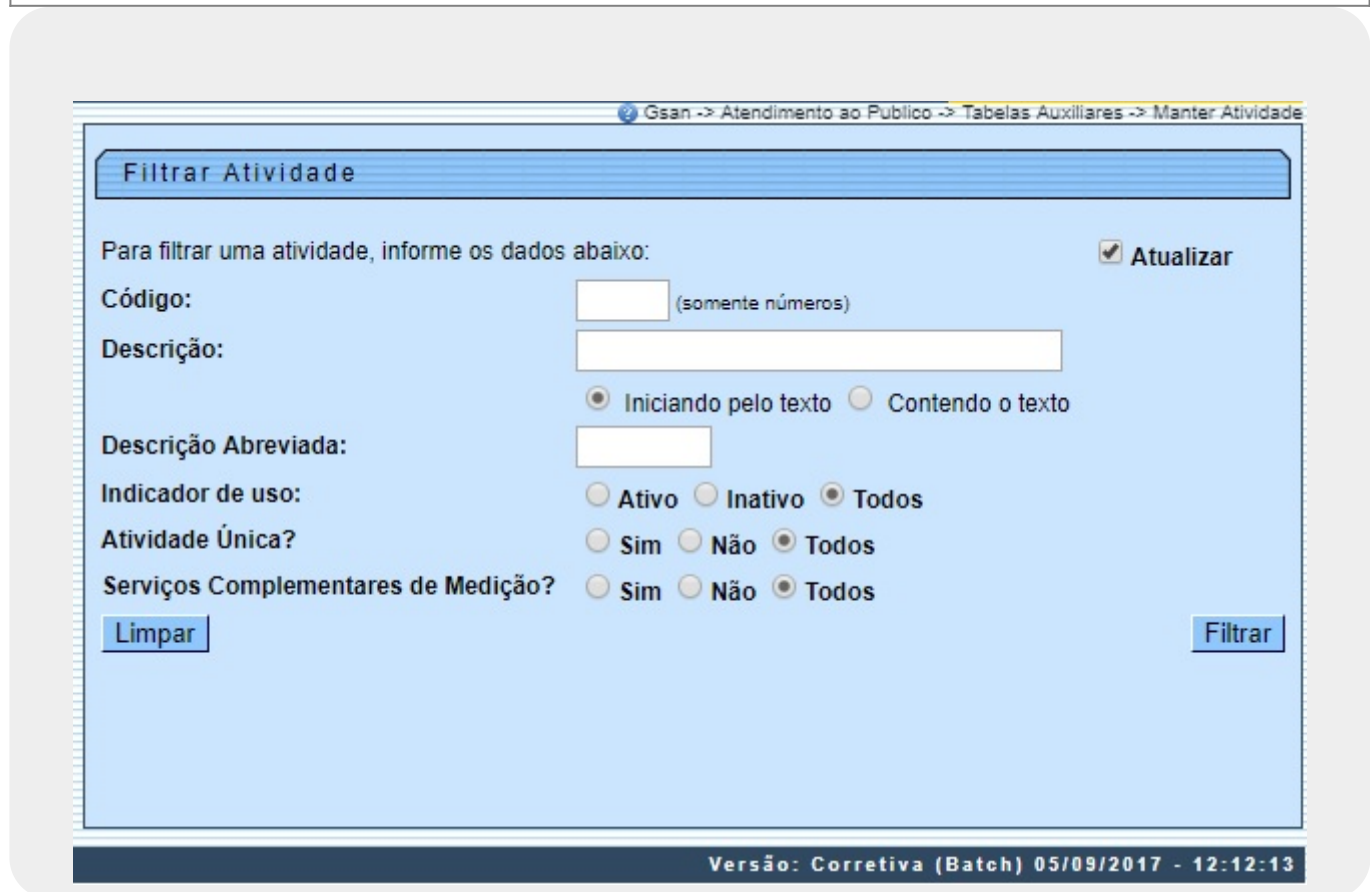 Gsan -> Atendimento ao Publico -> Tabelas Auxiliares -> Manter Atividade
Filtrar Atividade
Para filtrar uma atividade, informe os dados abaixo: Atualizar
Código: (somente números)
Descrição:
Iniciando pelo texto Contendo o texto
Descrição Abreviada:
Indicador de uso: Ativo Inativo Todos
Atividade Única? Sim Não Todos
Serviços Complementares de Medição? Sim Não Todos
Limpar Filtrar
Versão: Corretiva (Batch) 05/09/2017 - 12:12:13